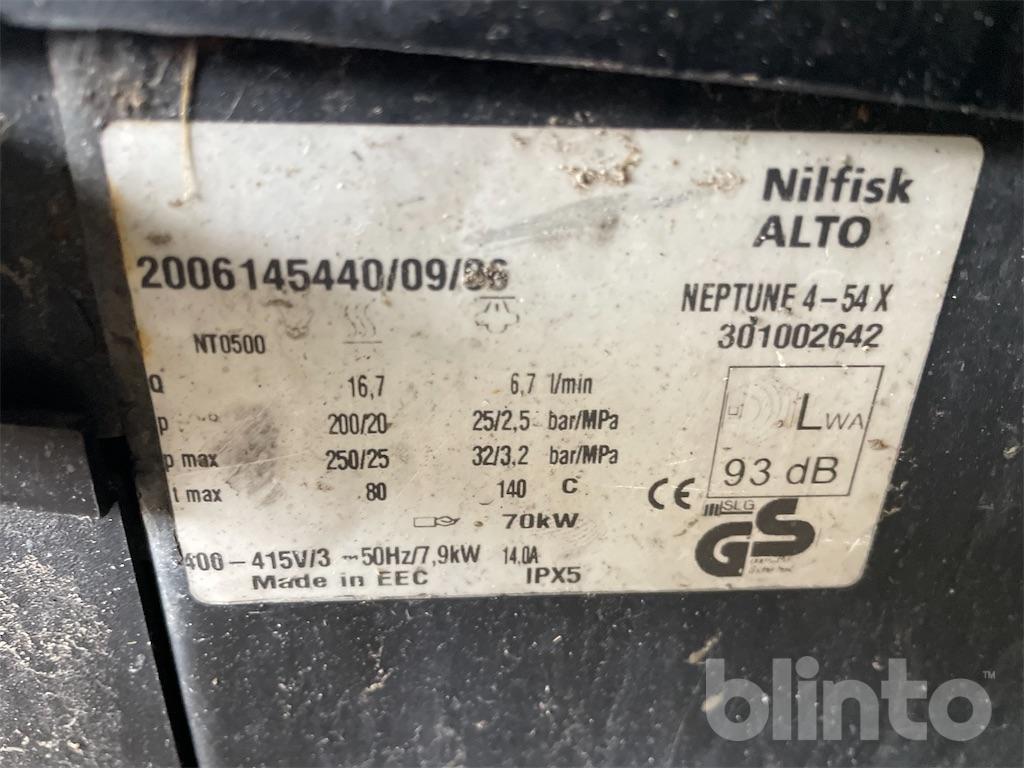 Nilfisk
ALTO
2006145440/09/06
NEPTUNE 4-54 X
301002642
NT0500
Q 16,7 6,7 l/min
p 200/20 25/2,5 bar/MPa
p max 250/25 32/3,2 bar/MPa
t max 80 140 C
70kW
400-415V/3 ~50Hz/7,9kW 14,0A
Made in EEC IPX5
LWA
93 dB
CE
SLG
GS
blinto™